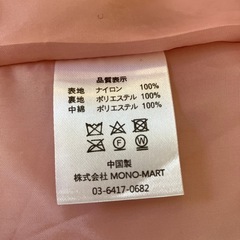 品質表示
表地 ナイロン 100%
裏地 ポリエステル 100%
中綿 ポリエステル 100%
中国製
株式会社 MONO-MART
03-6417-0682